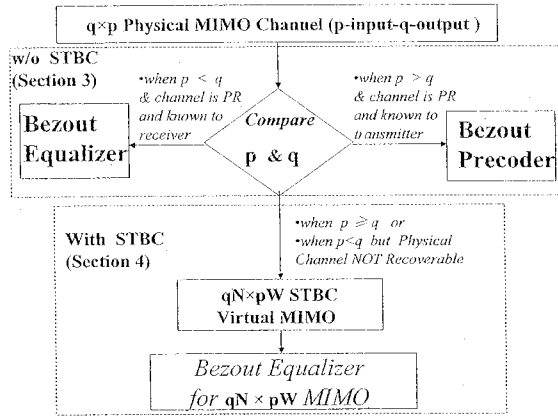 q×p Physical MIMO Channel (p-input-q-output )
w/o STBC
(Section 3)
•when p < q
& channel is PR
and known to
receiver
•when p > q
& channel is PR
and known to
transmitter
Bezout
Equalizer
Compare
p & q
Bezout
Precoder
With STBC
(Section 4)
•when p ≥ q or
•when p<q but Physical
Channel NOT Recoverable
qN×pW STBC
Virtual MIMO
Bezout Equalizer
for qN × pW MIMO